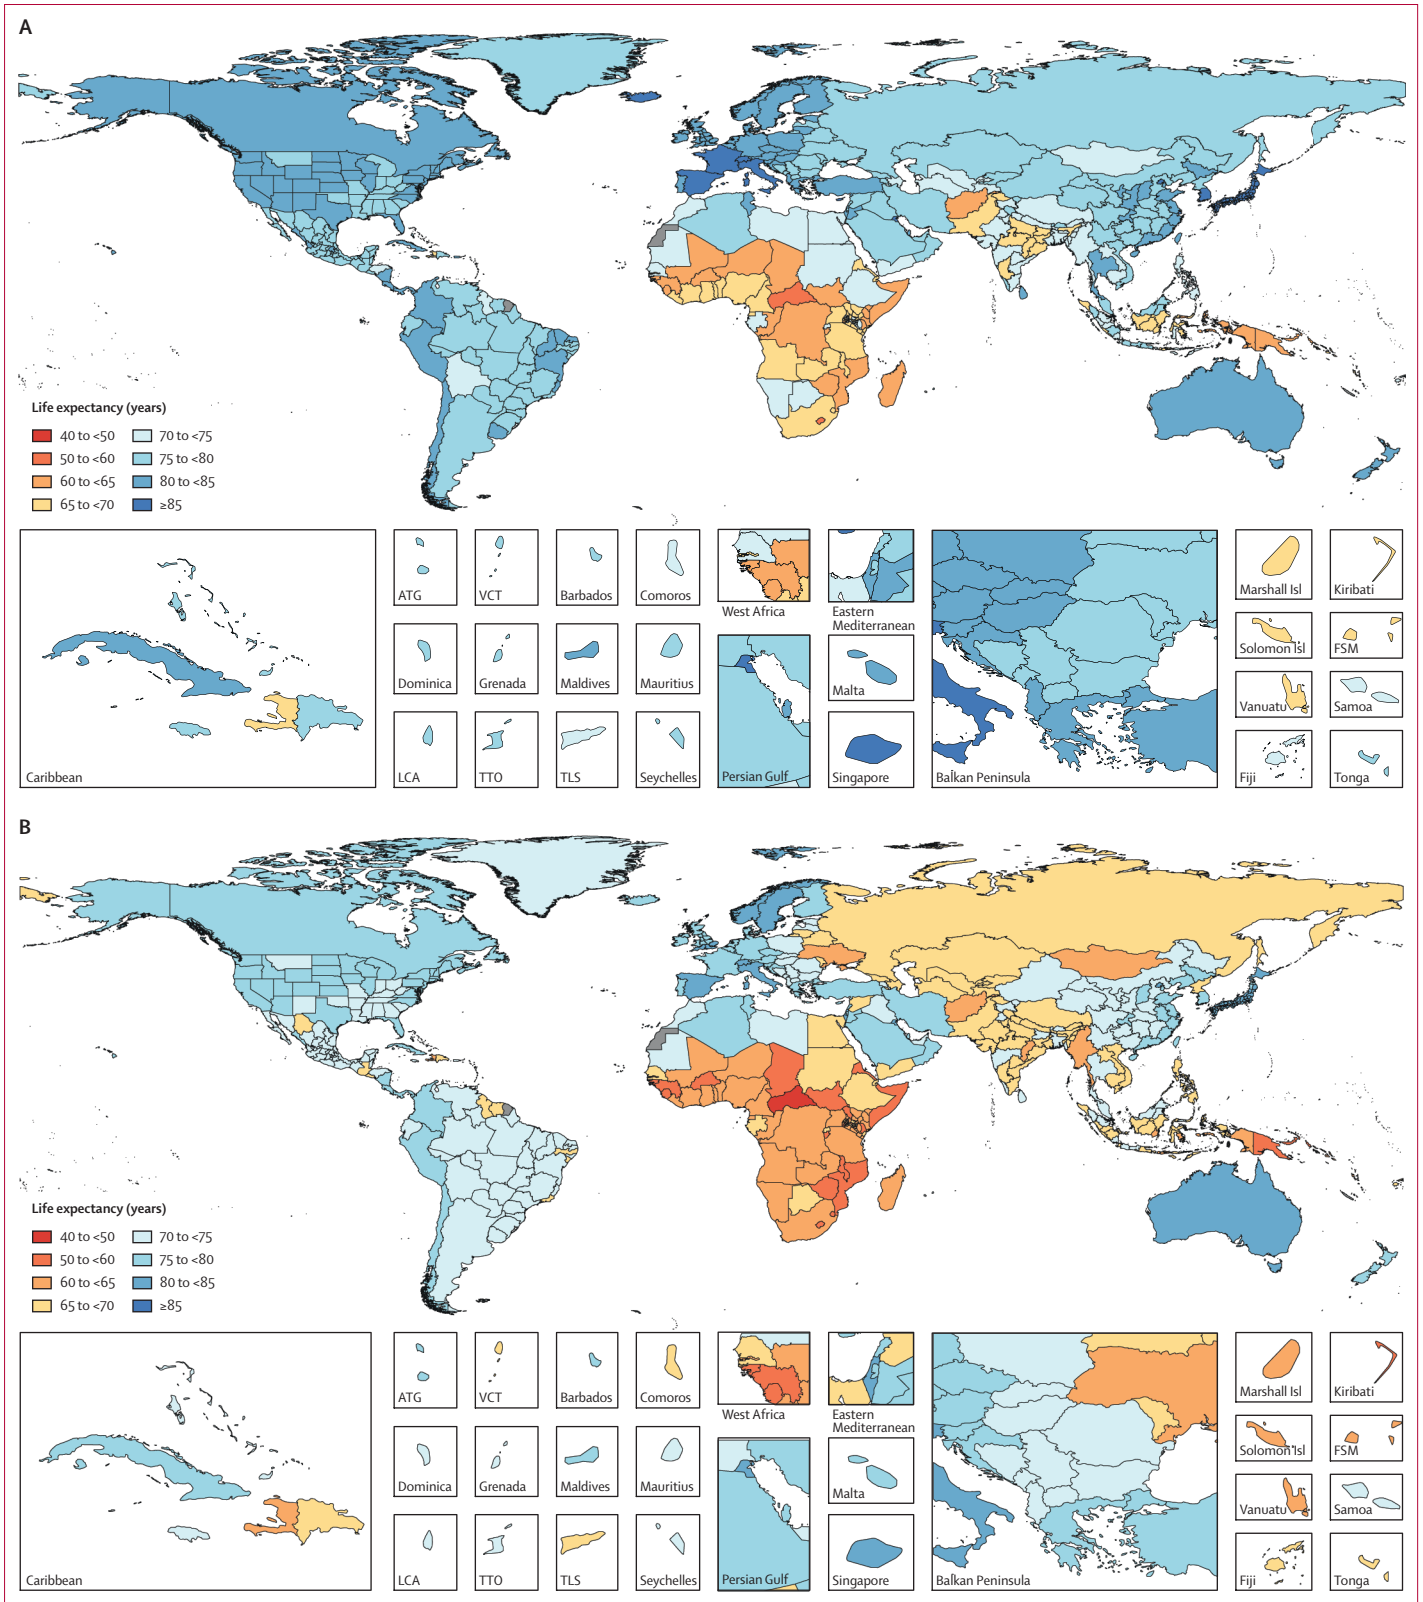 A
Life expectancy (years)
40 to <50
70 to <75
50 to <60
75 to <80
60 to <65
80 to <85
65 to <70
≥85
Caribbean
ATG
VCT
Barbados
Comoros
Dominica
Grenada
Maldives
Mauritius
LCA
TTO
TLS
Seychelles
West Africa
Eastern
Mediterranean
Persian Gulf
Malta
Singapore
Balkan Peninsula
Marshall Isl
Kiribati
Solomon Isl
FSM
Vanuatu
Samoa
Fiji
Tonga
B
Life expectancy (years)
40 to <50
70 to <75
50 to <60
75 to <80
60 to <65
80 to <85
65 to <70
≥85
Caribbean
ATG
VCT
Barbados
Comoros
Dominica
Grenada
Maldives
Mauritius
LCA
TTO
TLS
Seychelles
West Africa
Eastern
Mediterranean
Persian Gulf
Malta
Singapore
Balkan Peninsula
Marshall Isl
Kiribati
Solomon Isl
FSM
Vanuatu
Samoa
Fiji
Tonga